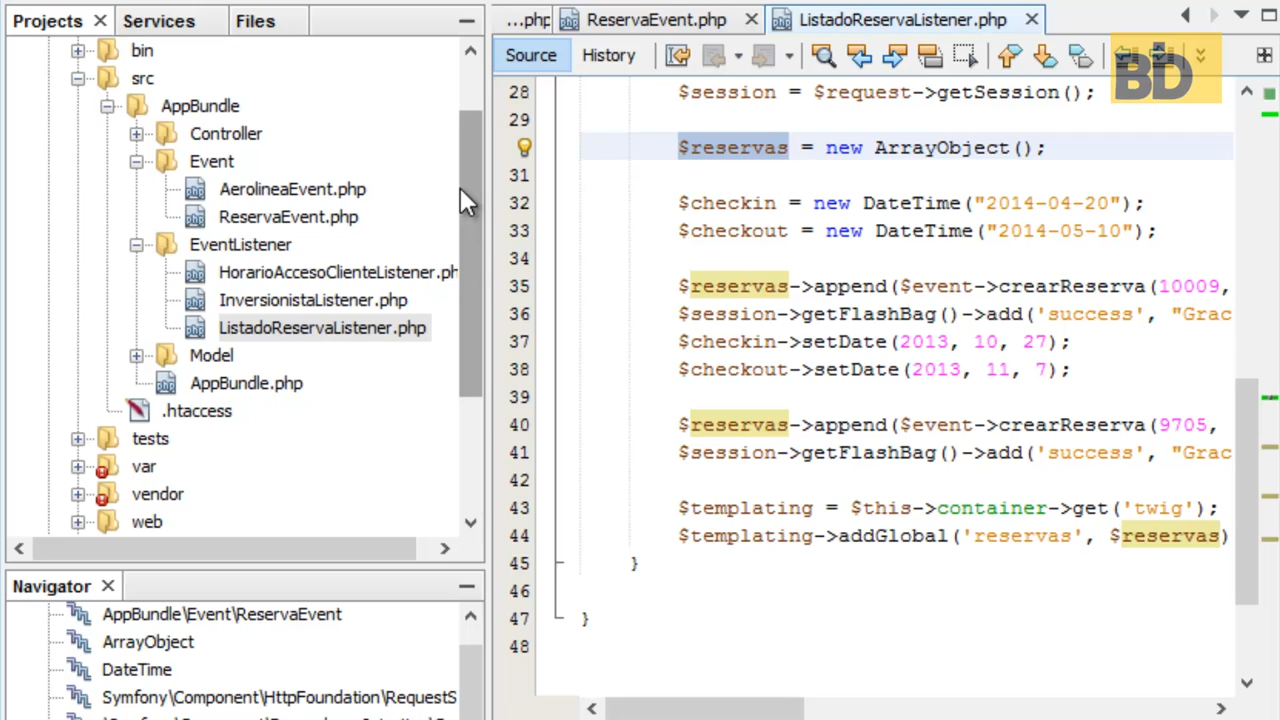 Projects
Services
Files
bin
src
AppBundle
Controller
Event
AerolineaEvent.php
ReservaEvent.php
EventListener
HorarioAccesoClienteListener.ph
InversionistaListener.php
ListadoReservaListener.php
Model
AppBundle.php
.htaccess
tests
var
vendor
web
Navigator
AppBundle\Event\ReservaEvent
ArrayObject
DateTime
Symfony\Component\HttpFoundation\RequestS
...php
ReservaEvent.php
ListadoReservaListener.php
Source
History
BD
28 $session = $request->getSession();
29
$reservas = new ArrayObject();
31
32 $checkin = new DateTime("2014-04-20");
33 $checkout = new DateTime("2014-05-10");
34
35 $reservas->append($event->crearReserva(10009,
36 $session->getFlashBag()->add('success', "Grac
37 $checkin->setDate(2013, 10, 27);
38 $checkout->setDate(2013, 11, 7);
39
40 $reservas->append($event->crearReserva(9705,
41 $session->getFlashBag()->add('success', "Grac
42
43 $templating = $this->container->get('twig');
44 $templating->addGlobal('reservas', $reservas)
45 }
46
47 }
48